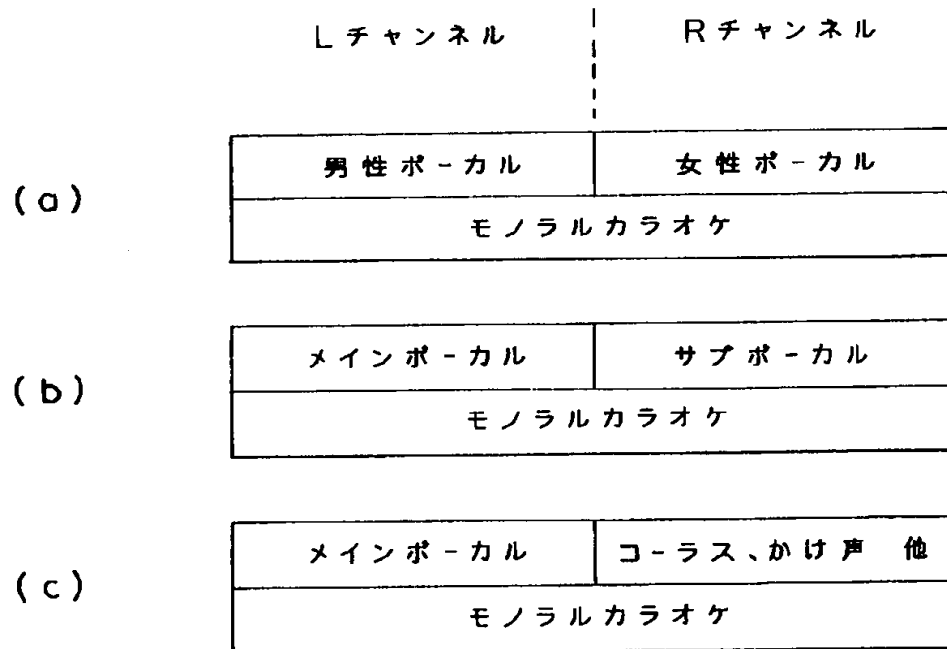 Lチャンネル Rチャンネル
(a) 男性ボーカル 女性ボーカル
モノラルカラオケ
(b) メインボーカル サブボーカル
モノラルカラオケ
(c) メインボーカル コーラス、かけ声 他
モノラルカラオケ